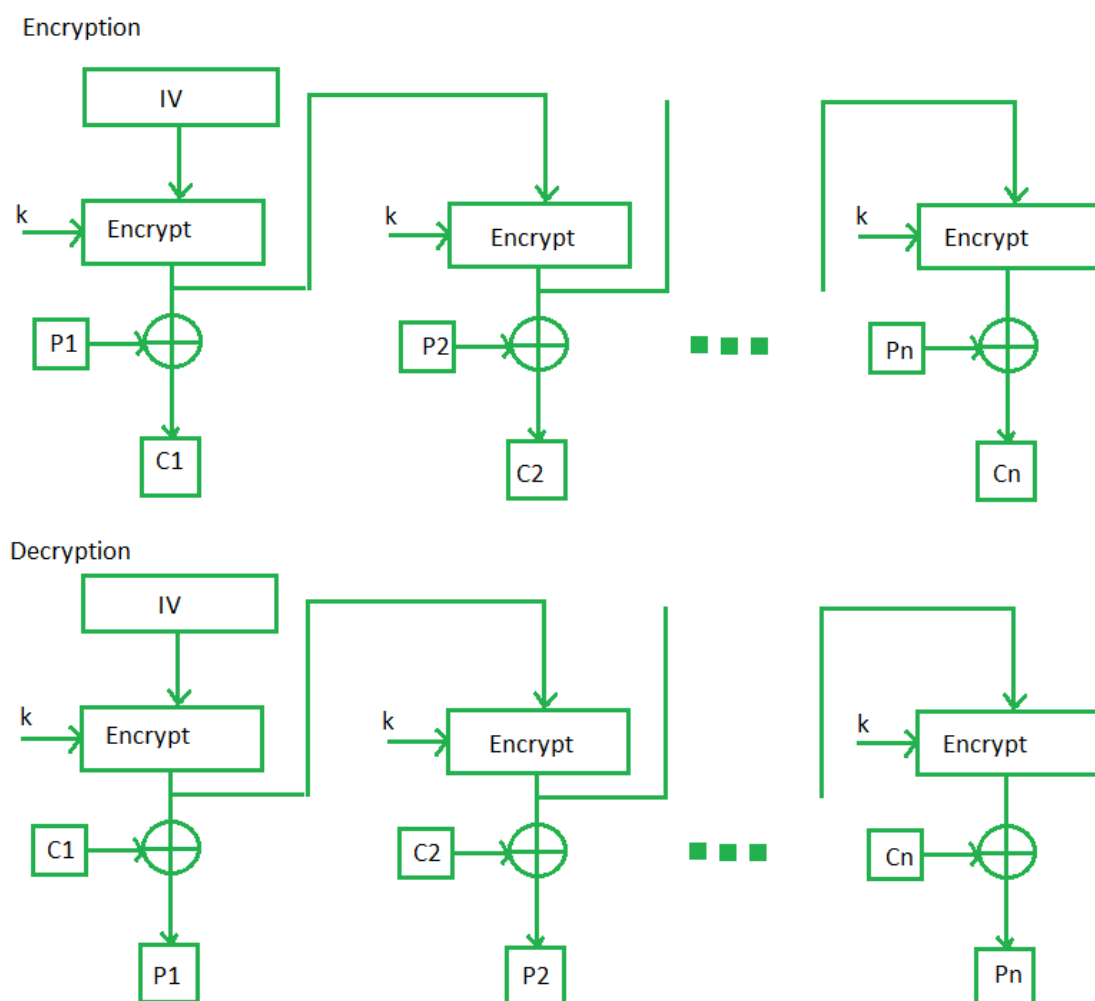 Encryption
IV
k
Encrypt
k
Encrypt
k
Encrypt
P1
P2
Pn
C1
C2
Cn
Decryption
IV
k
Encrypt
k
Encrypt
k
Encrypt
C1
C2
Cn
P1
P2
Pn